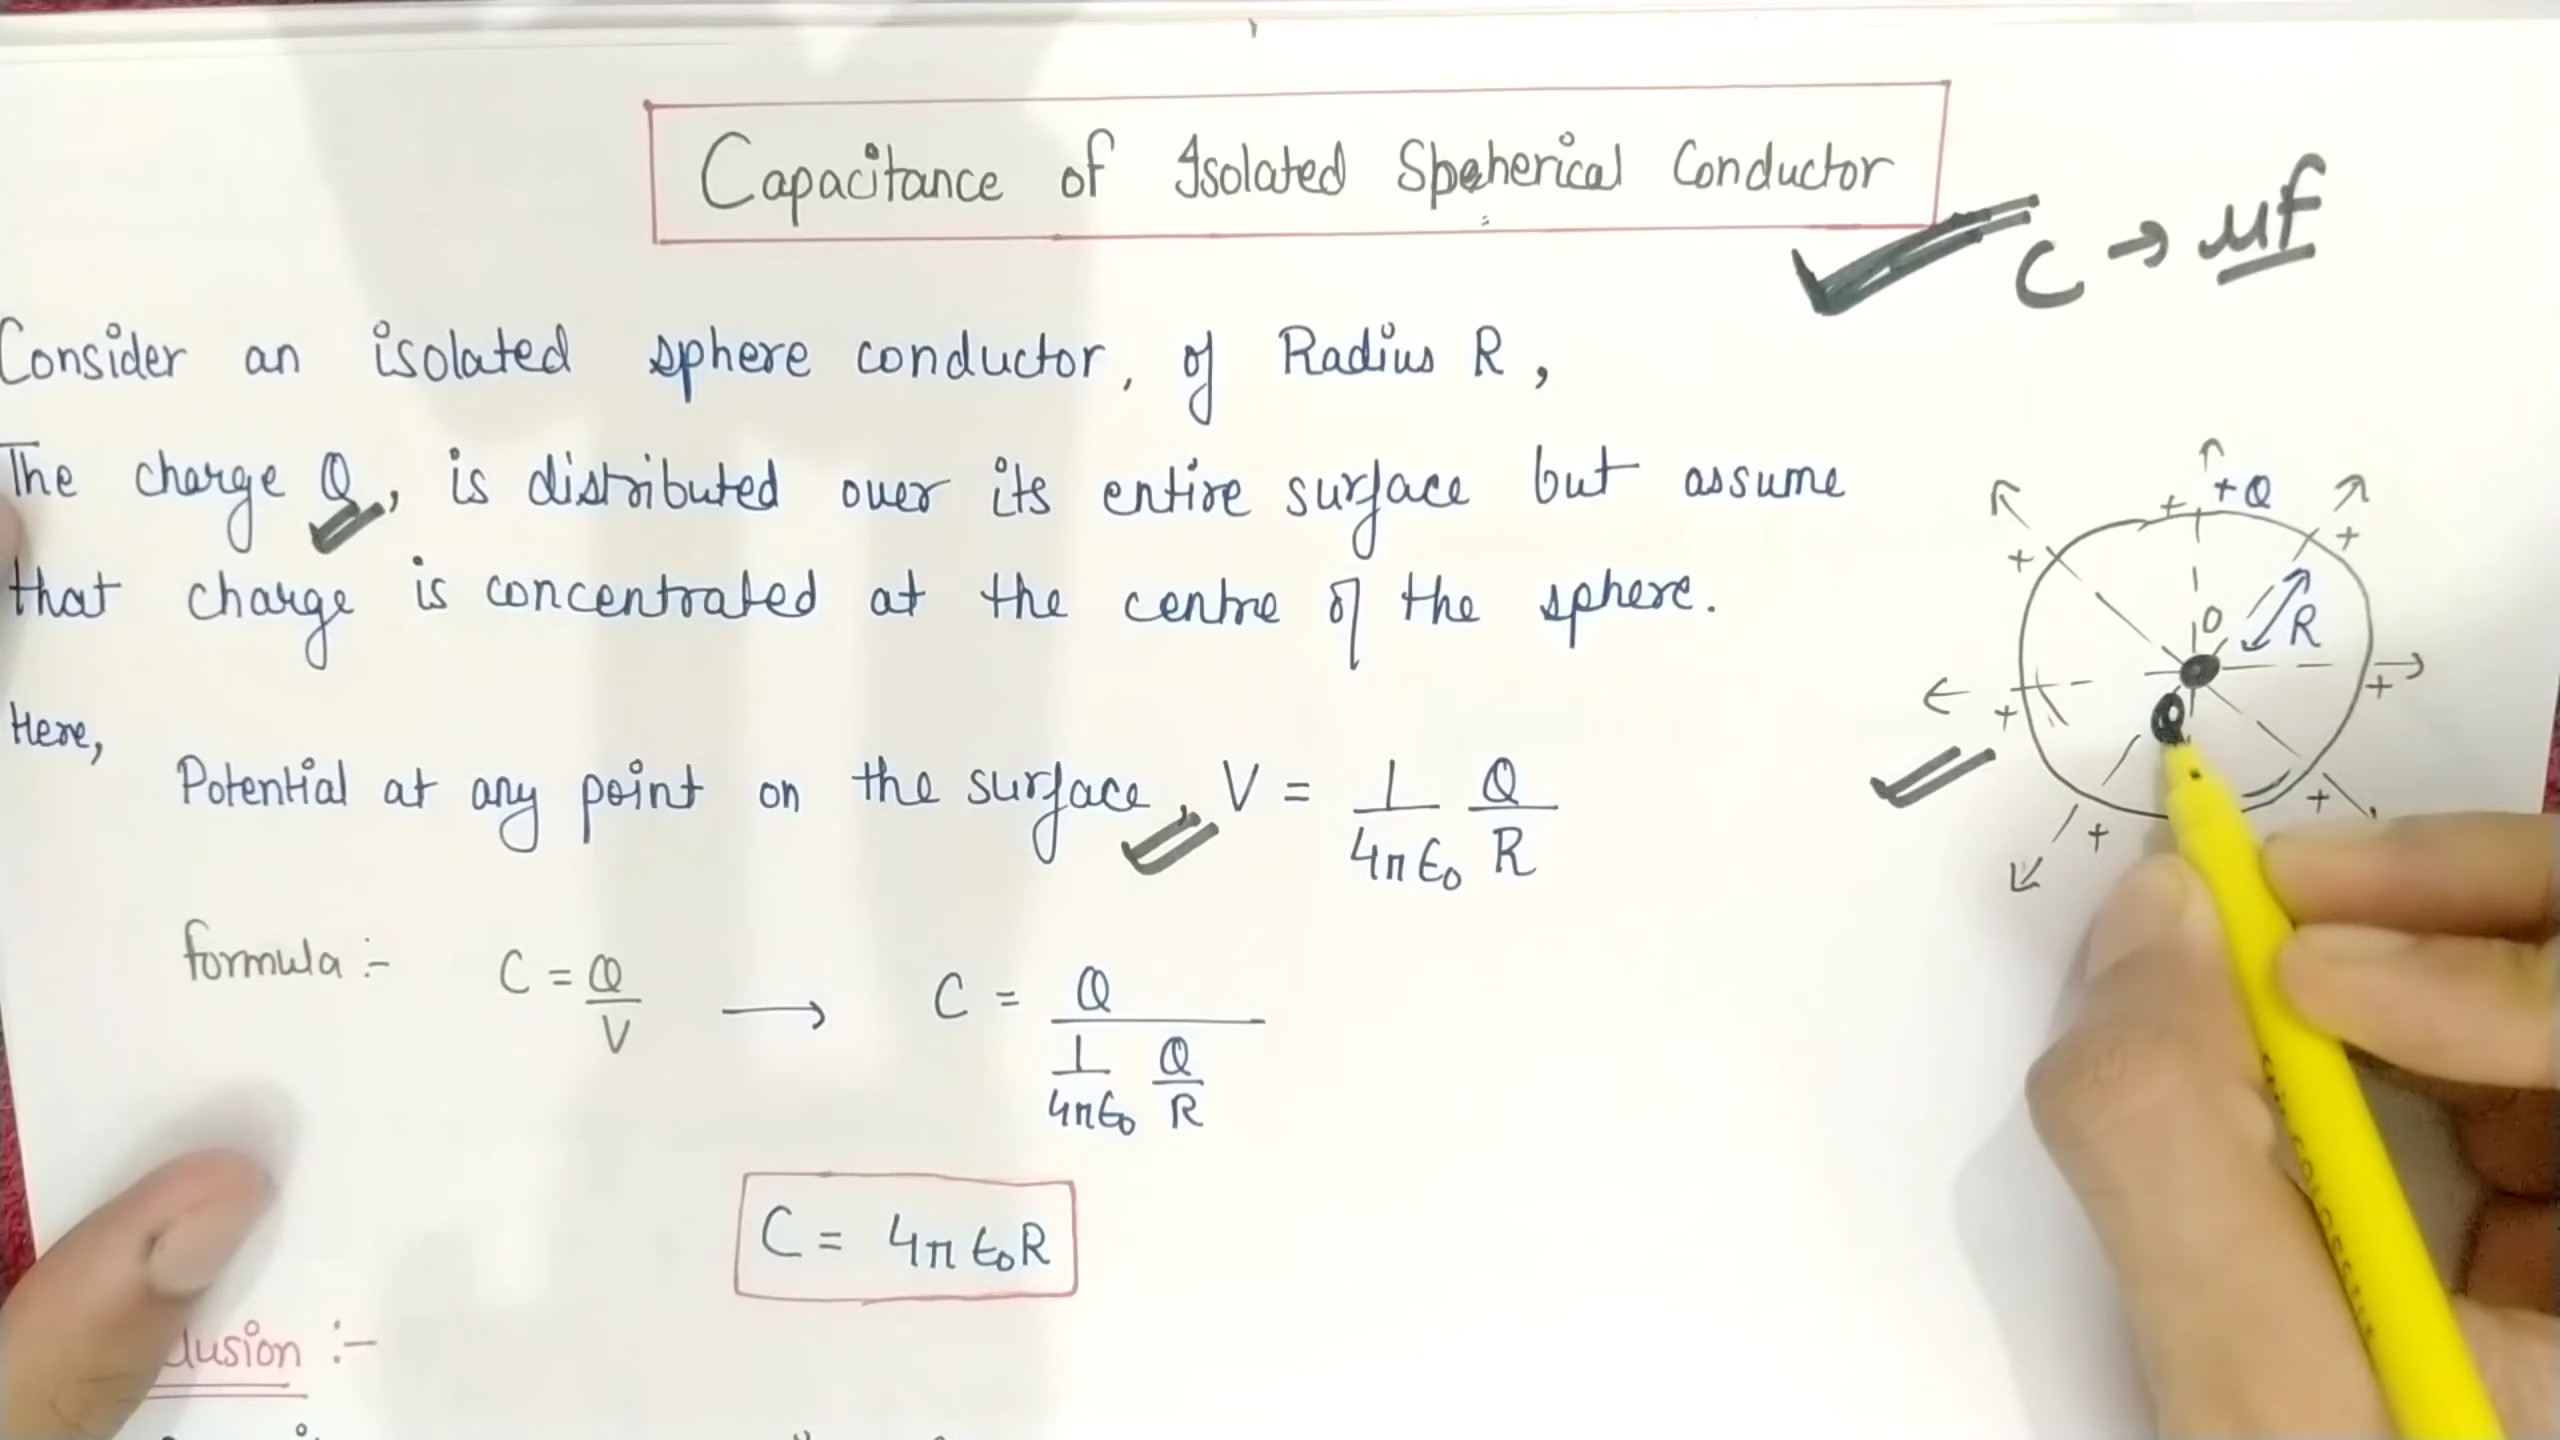 Capacitance of Isolated Speherical Conductor
C → µf
Consider an isolated sphere conductor, of Radius R,
The charge Q, is distributed over its entire surface but assume
that charge is concentrated at the centre of the sphere.
Here,
Potential at any point on the surface, V = 1/4πϵ₀ Q/R
formula :- C = Q/V → C = Q/(1/4πϵ₀ Q/R)
C = 4πϵ₀R
lusion :-
+Q
+ + + + + + +
O
R